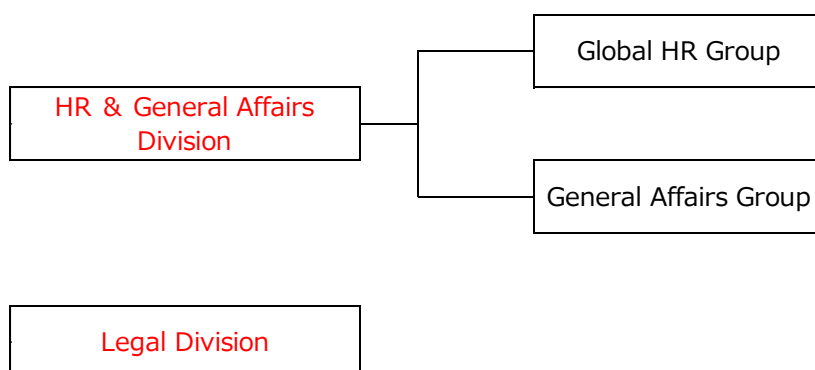 Global HR Group
HR & General Affairs
Division
General Affairs Group
Legal Division